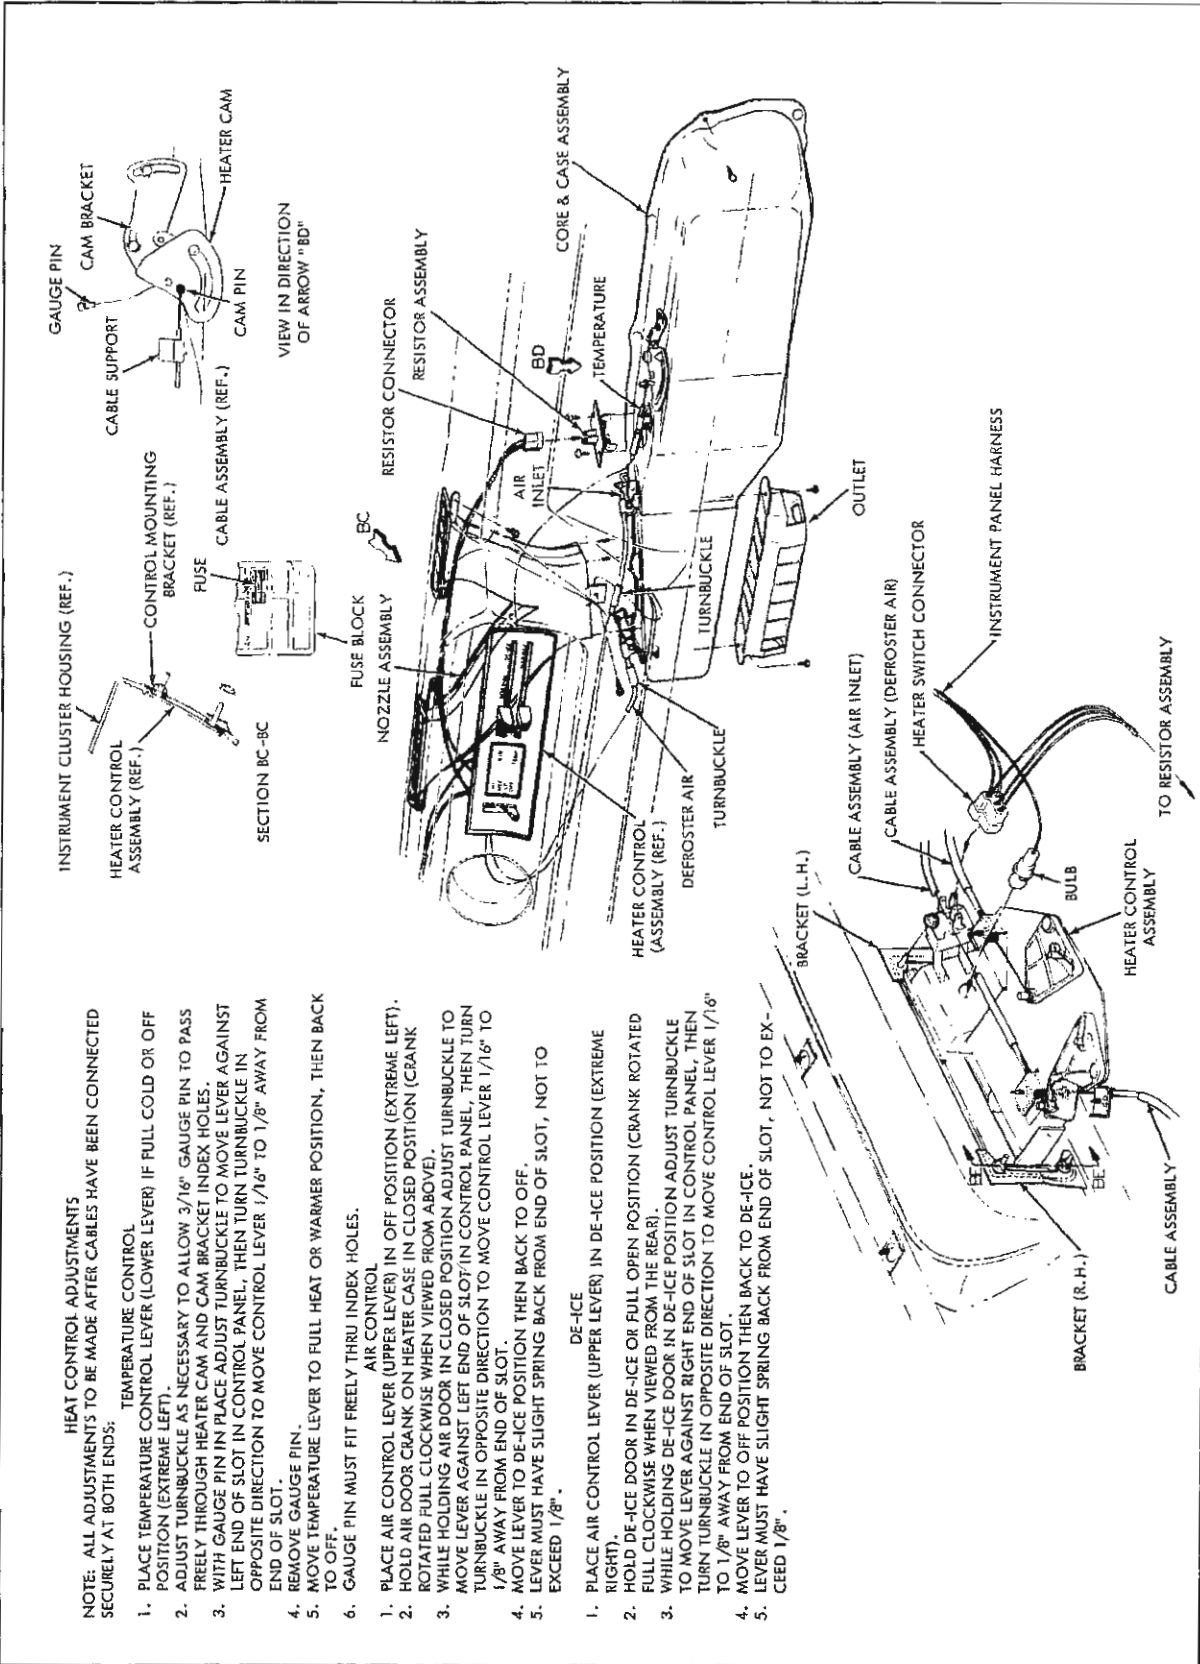 HEAT CONTROL ADJUSTMENTS
NOTE: ALL ADJUSTMENTS TO BE MADE AFTER CABLES HAVE BEEN CONNECTED
SECURELY AT BOTH ENDS:
TEMPERATURE CONTROL
1. PLACE TEMPERATURE CONTROL LEVER (LOWER LEVER) IF FULL COLD OR OFF
POSITION (EXTREME LEFT).
2. ADJUST TURNBUCKLE AS NECESSARY TO ALLOW 3/16" GAUGE PIN TO PASS
FREELY THROUGH HEATER CAM AND CAM BRACKET INDEX HOLES.
3. WITH GAUGE PIN IN PLACE ADJUST TURNBUCKLE TO MOVE LEVER AGAINST
LEFT END OF SLOT IN CONTROL PANEL, THEN TURN TURNBUCKLE IN
OPPOSITE DIRECTION TO MOVE CONTROL LEVER 1/16" TO 1/8" AWAY FROM
END OF SLOT.
4. REMOVE GAUGE PIN.
5. MOVE TEMPERATURE LEVER TO FULL HEAT OR WARMER POSITION, THEN BACK
TO OFF.
6. GAUGE PIN MUST FIT FREELY THRU INDEX HOLES.
AIR CONTROL
1. PLACE AIR CONTROL LEVER (UPPER LEVER) IN OFF POSITION (EXTREME LEFT).
2. HOLD AIR DOOR CRANK ON HEATER CASE IN CLOSED POSITION (CRANK
ROTATED FULL CLOCKWISE WHEN VIEWED FROM ABOVE).
3. WHILE HOLDING AIR DOOR IN CLOSED POSITION ADJUST TURNBUCKLE TO
MOVE LEVER AGAINST LEFT END OF SLOT IN CONTROL PANEL, THEN TURN
TURNBUCKLE IN OPPOSITE DIRECTION TO MOVE CONTROL LEVER 1/16" TO
1/8" AWAY FROM END OF SLOT.
4. MOVE LEVER TO DE-ICE POSITION THEN BACK TO OFF.
5. LEVER MUST HAVE SLIGHT SPRING BACK FROM END OF SLOT, NOT TO
EXCEED 1/8".
DE-ICE
1. PLACE AIR CONTROL LEVER (UPPER LEVER) IN DE-ICE POSITION (EXTREME
RIGHT).
2. HOLD DE-ICE DOOR IN DE-ICE OR FULL OPEN POSITION (CRANK ROTATED
FULL CLOCKWISE WHEN VIEWED FROM THE REAR).
3. WHILE HOLDING DE-ICE DOOR IN DE-ICE POSITION ADJUST TURNBUCKLE
TO MOVE LEVER AGAINST RIGHT END OF SLOT IN CONTROL PANEL, THEN
TURN TURNBUCKLE IN OPPOSITE DIRECTION TO MOVE CONTROL LEVER 1/16"
TO 1/8" AWAY FROM END OF SLOT.
4. MOVE LEVER TO OFF POSITION THEN BACK TO DE-ICE.
5. LEVER MUST HAVE SLIGHT SPRING BACK FROM END OF SLOT, NOT TO EX-
CEED 1/8".
INSTRUMENT CLUSTER HOUSING (REF.)
HEATER CONTROL
ASSEMBLY (REF.)
CONTROL MOUNTING
BRACKET (REF.)
SECTION BC-BC
FUSE
FUSE BLOCK
GAUGE PIN
CAM BRACKET
CABLE SUPPORT
HEATER CAM
CAM PIN
CABLE ASSEMBLY (REF.)
VIEW IN DIRECTION
OF ARROW "BD"
NOZZLE ASSEMBLY
BC
RESISTOR CONNECTOR
RESISTOR ASSEMBLY
BD
AIR
INLET
TEMPERATURE
CORE & CASE ASSEMBLY
TURNBUCKLE
OUTLET
HEATER CONTROL
(ASSEMBLY (REF.)
DEFROSTER AIR
TURNBUCKLE
BRACKET (L.H.)
CABLE ASSEMBLY (AIR INLET)
CABLE ASSEMBLY (DEFROSTER AIR)
HEATER SWITCH CONNECTOR
INSTRUMENT PANEL HARNESS
BULB
HEATER CONTROL
ASSEMBLY
TO RESISTOR ASSEMBLY
BE
BE
BRACKET (R.H.)
CABLE ASSEMBLY